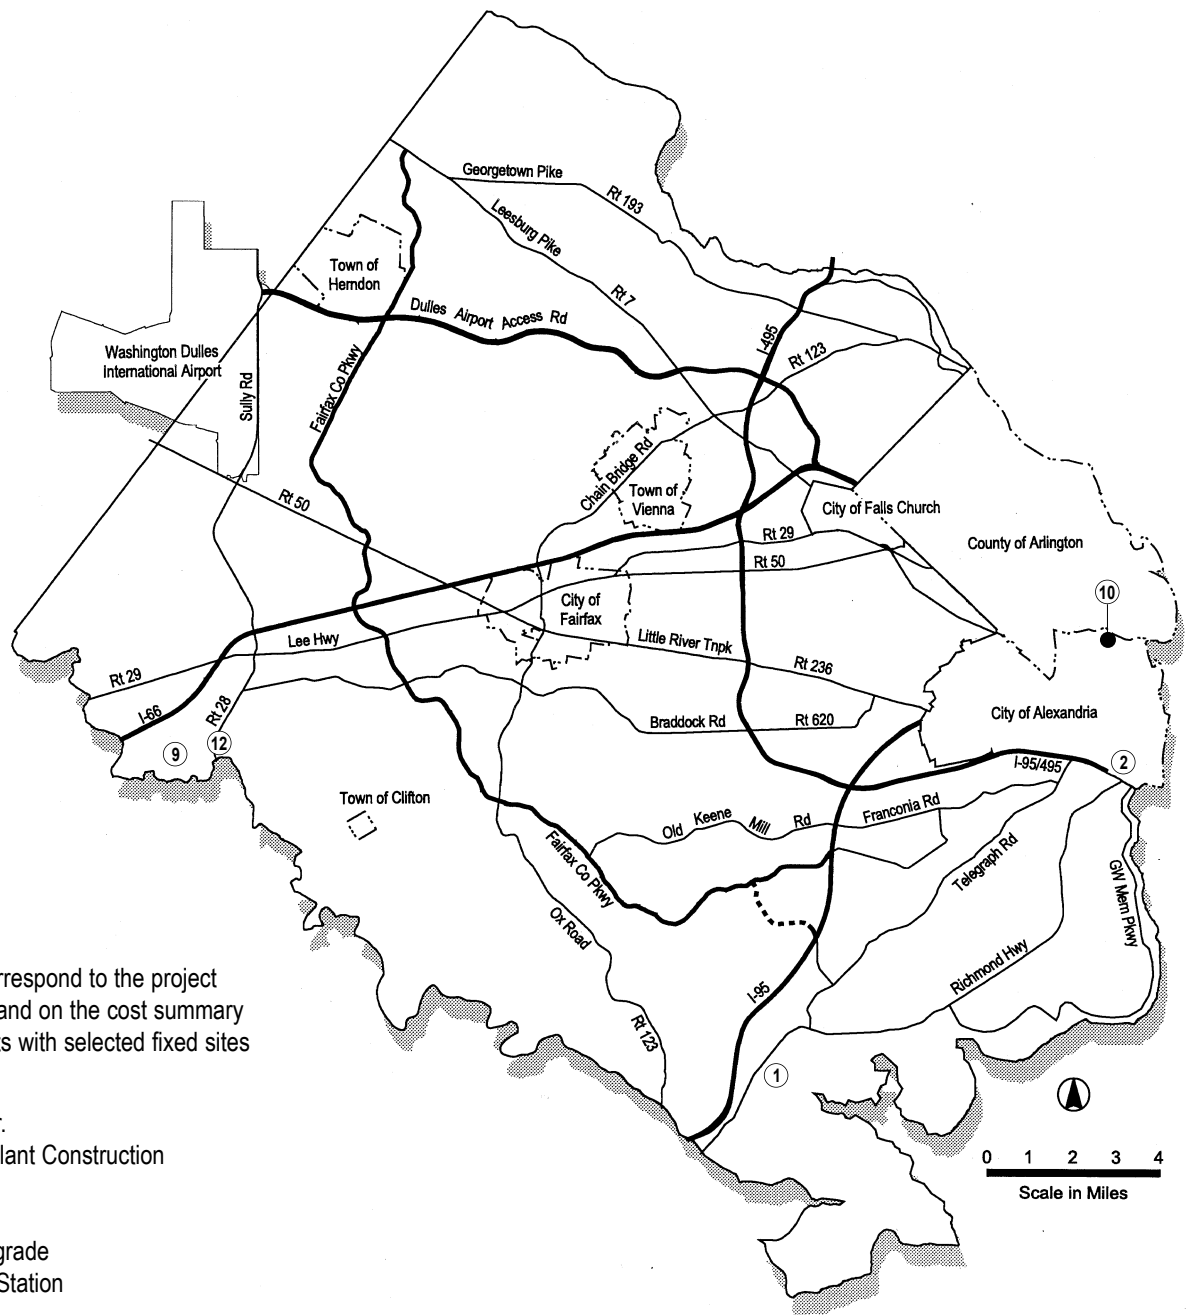 Georgetown Pike
Rt 193
Leesburg Pike
Town of
Herndon
Rt 7
Dulles Airport Access Rd
I-495
Rt 123
Washington Dulles
International Airport
Sully Rd
Fairfax Co Pkwy
Chain Bridge Rd
Town of
Vienna
Rt 50
City of Falls Church
Rt 29
County of Arlington
Rt 50
10
City of
Fairfax
Lee Hwy
Little River Tnpk
Rt 236
Rt 29
I-66
Rt 28
Braddock Rd
Rt 620
City of Alexandria
9
12
I-95/495
2
Town of Clifton
Old Keene Mill Rd
Franconia Rd
Fairfax Co Pkwy
Telegraph Rd
GW Mem Pkwy
Ox Road
Richmond Hwy
rrespond to the project
and on the cost summary
ts with selected fixed sites
I-95
Rt 123
1
r.
lant Construction
0 1 2 3 4
Scale in Miles
grade
Station